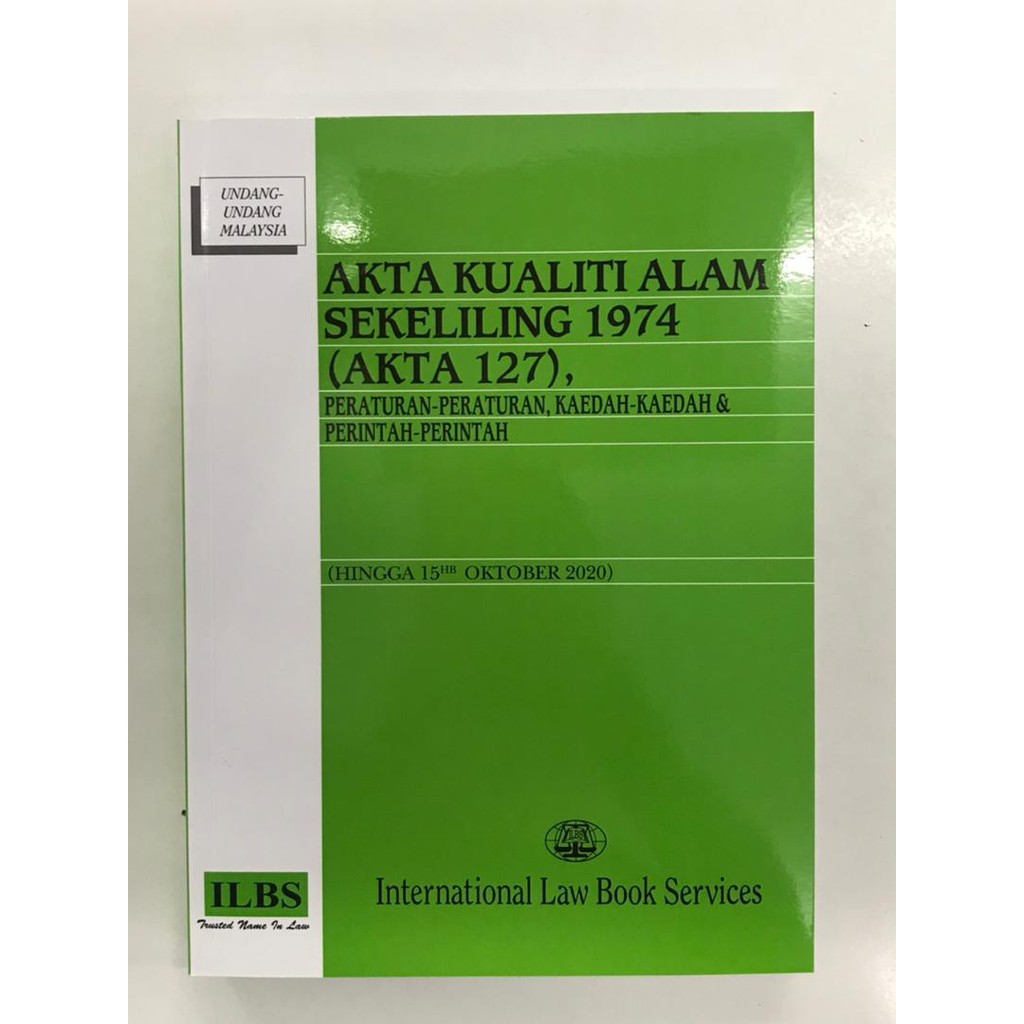 UNDANG-
UNDANG
MALAYSIA
AKTA KUALITI ALAM
SEKELILING 1974
(AKTA 127),
PERATURAN-PERATURAN, KAEDAH-KAEDAH &
PERINTAH-PERINTAH
(HINGGA 15HB OKTOBER 2020)
ILBS
International Law Book Services
ILBS
Trusted Name In Law